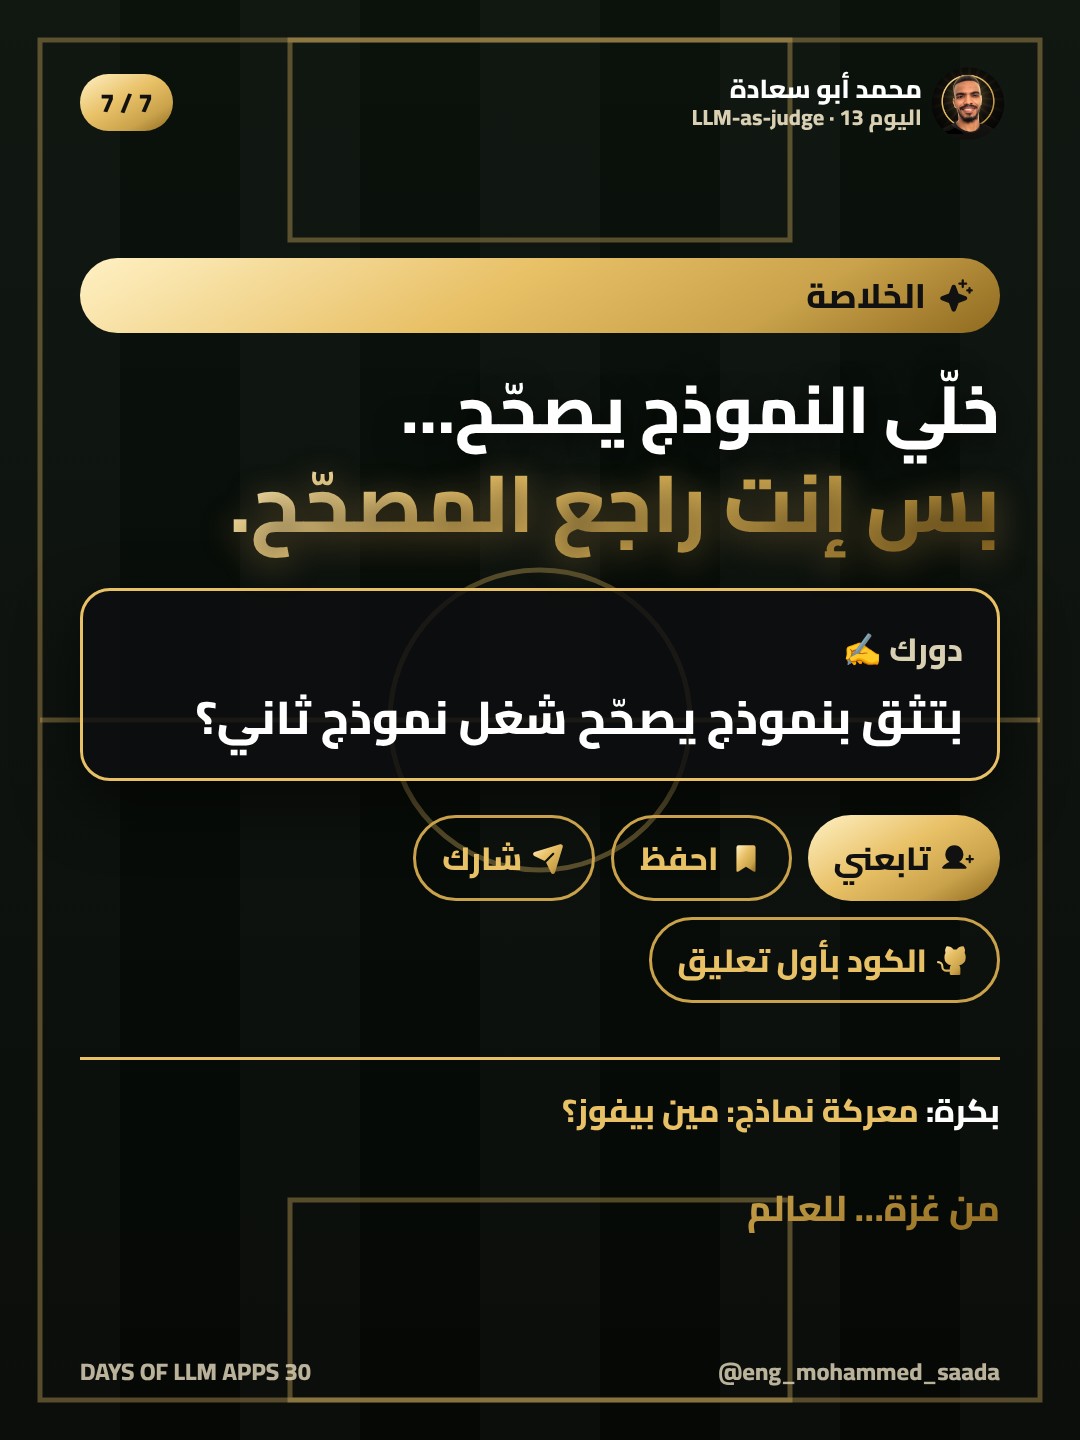 محمد أبو سعادة
اليوم 13 · LLM-as-judge
7 / 7
الخلاصة
خلّي النموذج يصحّح...
بس إنت راجع المصحّح.
دورك ✍️
بتثق بنموذج يصحّح شغل نموذج ثاني؟
تابعني
احفظ
شارك
الكود بأول تعليق
بكرة: معركة نماذج: مين بيفوز؟
من غزة... للعالم
@eng_mohammed_saada
DAYS OF LLM APPS 30